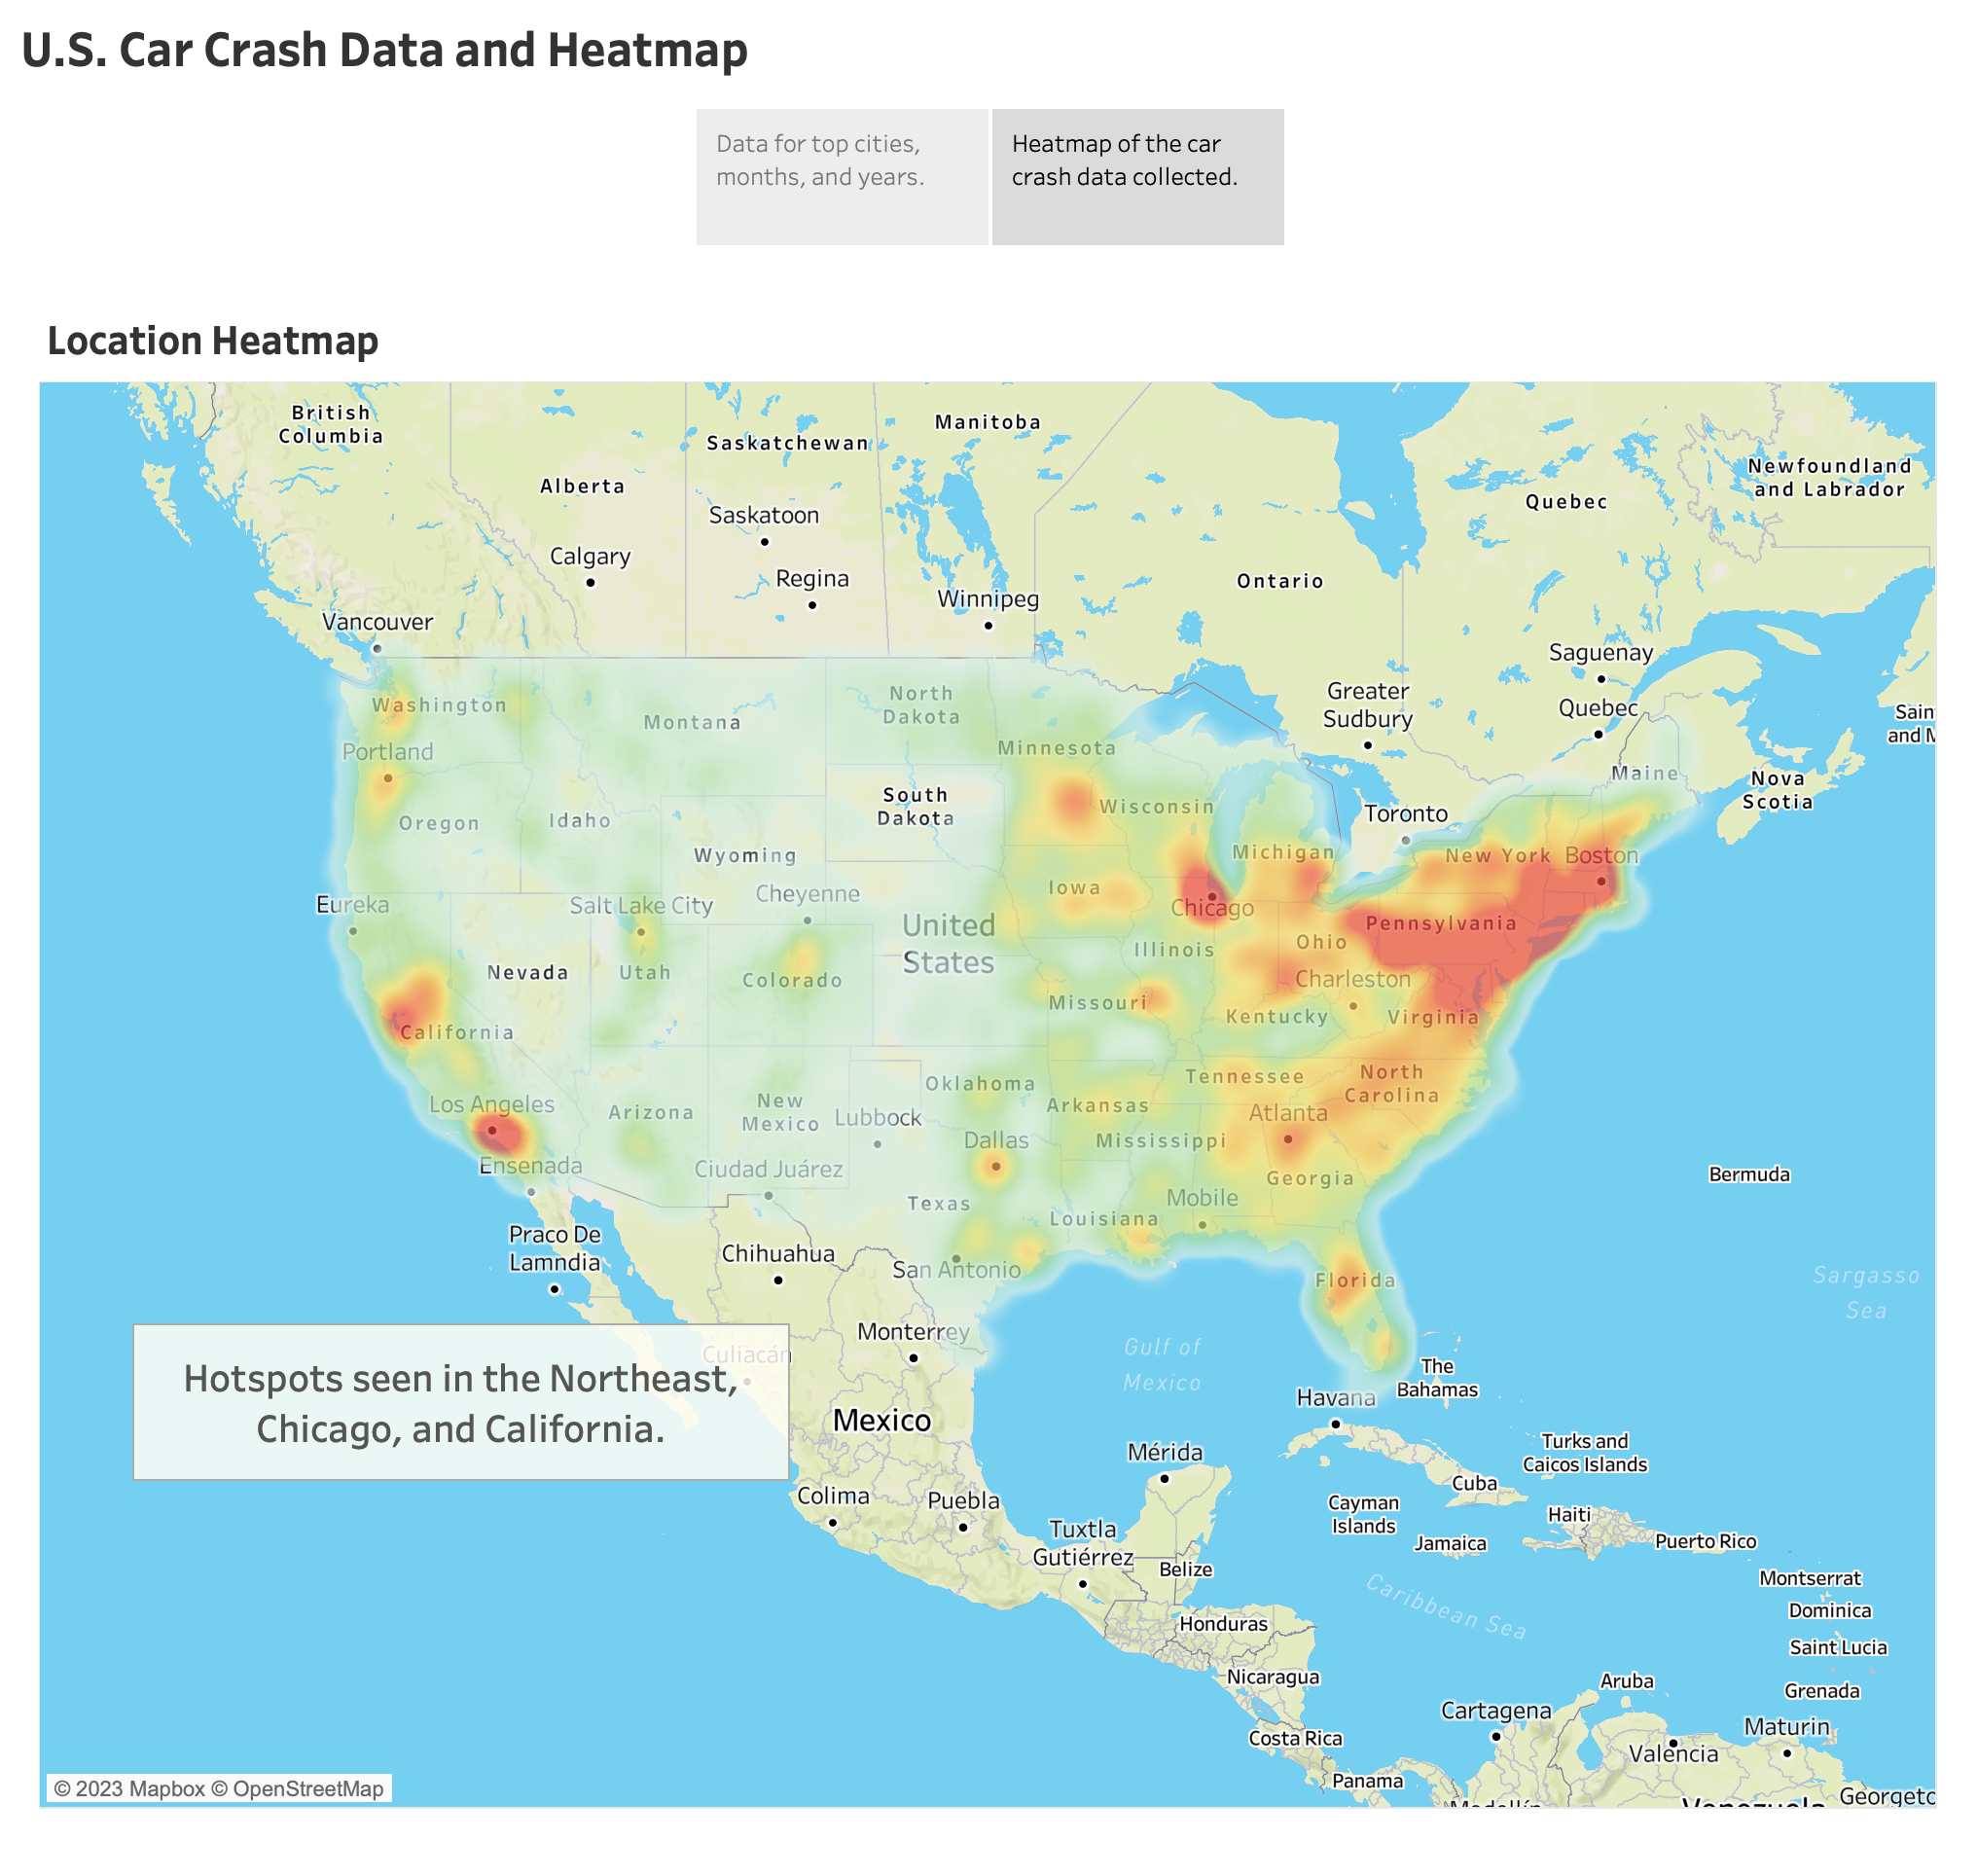 U.S. Car Crash Data and Heatmap
Data for top cities,
months, and years.
Heatmap of the car
crash data collected.
Location Heatmap
British
Columbia
Alberta
Saskatchewan
Manitoba
Ontario
Quebec
Newfoundland
and Labrador
Saskatoon
Calgary
Regina
Winnipeg
Vancouver
Saguenay
Greater
Sudbury
Quebec
Sain
and M
Washington
Montana
North
Dakota
Minnesota
Portland
Maine
Nova
Scotia
South
Dakota
Wisconsin
Toronto
Oregon
Idaho
Wyoming
Michigan
New York
Boston
Cheyenne
Iowa
Eureka
Salt Lake City
Chicago
United
States
Pennsylvania
Nevada
Utah
Colorado
Illinois
Ohio
Charleston
Missouri
Kentucky
Virginia
California
Los Angeles
Arizona
New
Mexico
Lubbock
Oklahoma
Arkansas
Tennessee
North
Carolina
Atlanta
Dallas
Mississippi
Ensenada
Ciudad Juárez
Georgia
Bermuda
Texas
Louisiana
Mobile
Praco De
Lamndia
Chihuahua
San Antonio
Florida
Sargasso
Sea
Monterrey
Culiacán
Gulf of
Mexico
The
Bahamas
Hotspots seen in the Northeast,
Chicago, and California.
Havana
Mexico
Mérida
Turks and
Caicos Islands
Cuba
Colima
Puebla
Cayman
Islands
Haiti
Jamaica
Puerto Rico
Tuxtla
Gutiérrez
Belize
Montserrat
Caribbean Sea
Dominica
Honduras
Saint Lucia
Nicaragua
Aruba
Grenada
Cartagena
Maturin
Costa Rica
Valencia
Panama
Medellín
Venezuela
Georgeto
© 2023 Mapbox © OpenStreetMap